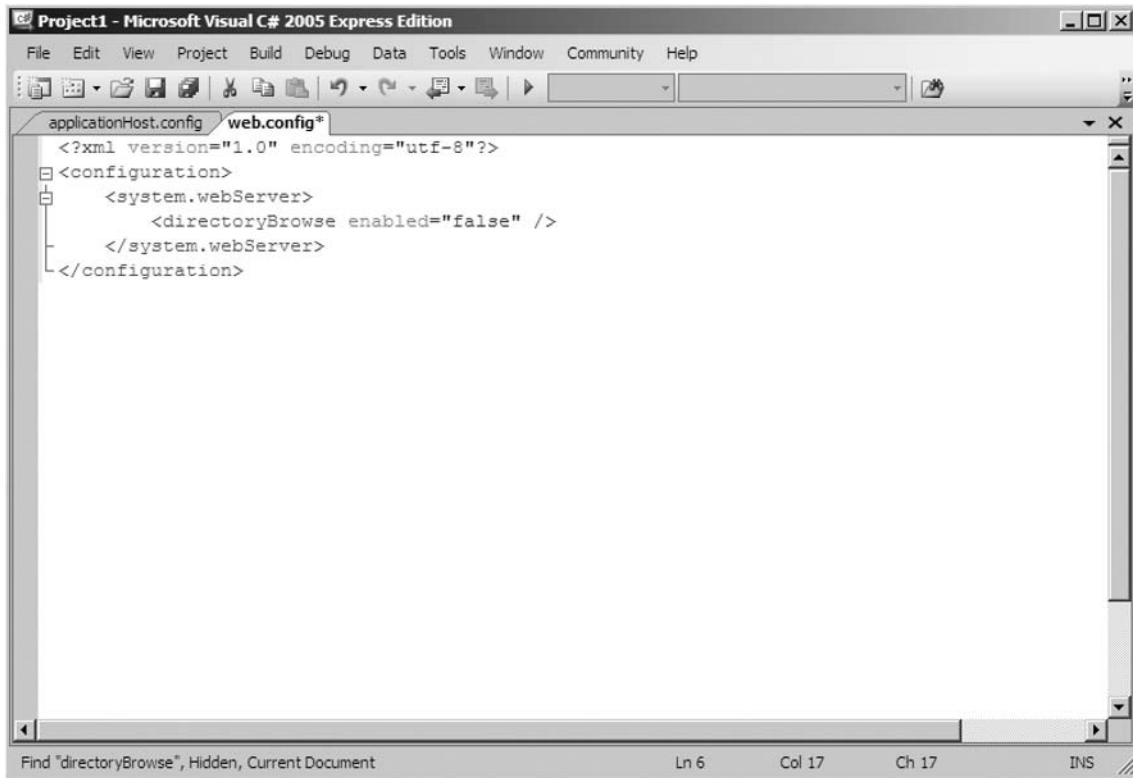 Project1 - Microsoft Visual C# 2005 Express Edition
File Edit View Project Build Debug Data Tools Window Community Help
applicationHost.config web.config*
<?xml version="1.0" encoding="utf-8"?>
<configuration>
<system.webServer>
<directoryBrowse enabled="false" />
</system.webServer>
</configuration>
Find "directoryBrowse", Hidden, Current Document Ln 6 Col 17 Ch 17 INS